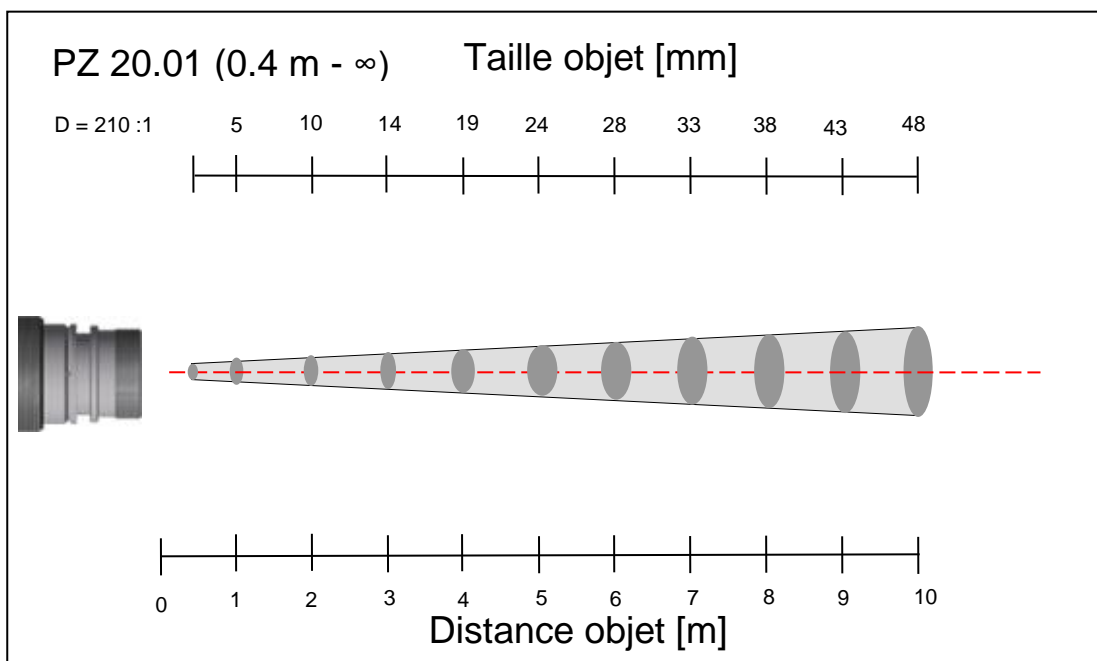 PZ 20.01 (0.4 m - ∞) Taille objet [mm]
D = 210 :1 5 10 14 19 24 28 33 38 43 48
0 1 2 3 4 5 6 7 8 9 10
Distance objet [m]